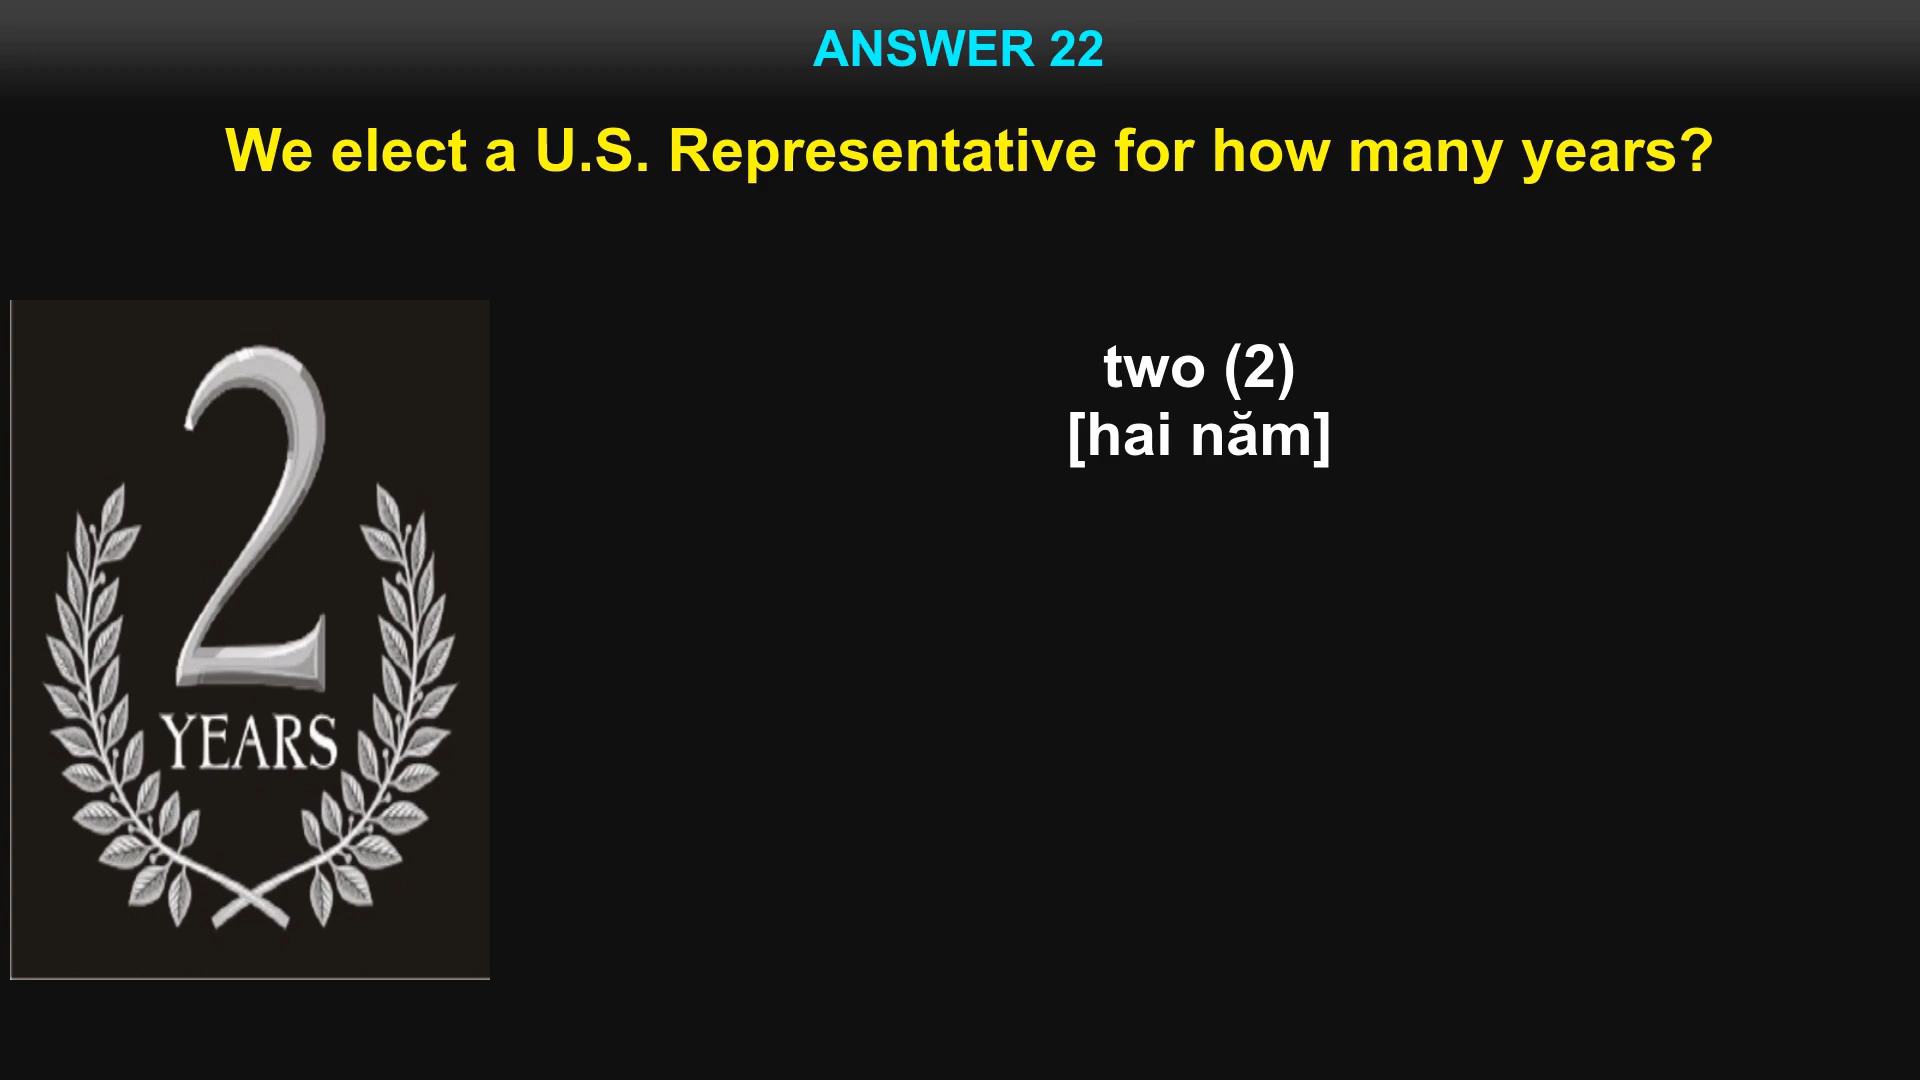 ANSWER 22
We elect a U.S. Representative for how many years?
two (2)
[hai năm]
2
YEARS